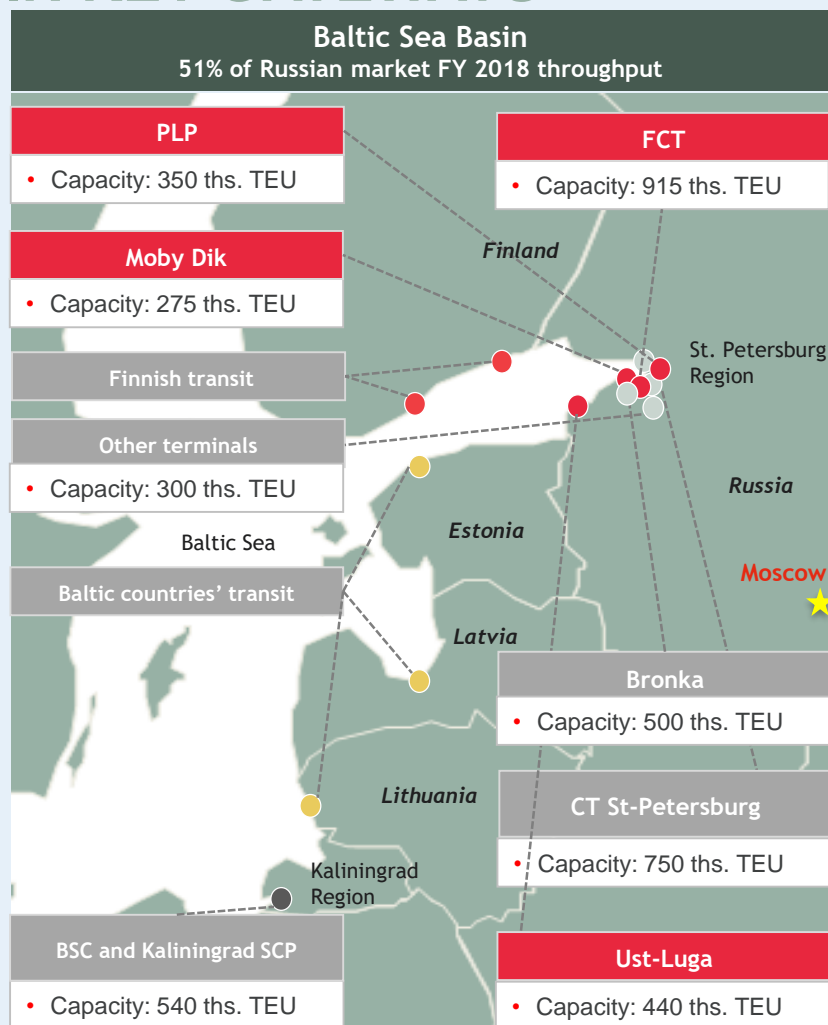 Baltic Sea Basin
51% of Russian market FY 2018 throughput
PLP
• Capacity: 350 ths. TEU
FCT
• Capacity: 915 ths. TEU
Moby Dik
• Capacity: 275 ths. TEU
Finland
St. Petersburg
Region
Finnish transit
Other terminals
• Capacity: 300 ths. TEU
Russia
Estonia
Baltic Sea
Moscow
Baltic countries’ transit
Latvia
Bronka
• Capacity: 500 ths. TEU
Lithuania
CT St-Petersburg
• Capacity: 750 ths. TEU
Kaliningrad
Region
BSC and Kaliningrad SCP
• Capacity: 540 ths. TEU
Ust-Luga
• Capacity: 440 ths. TEU